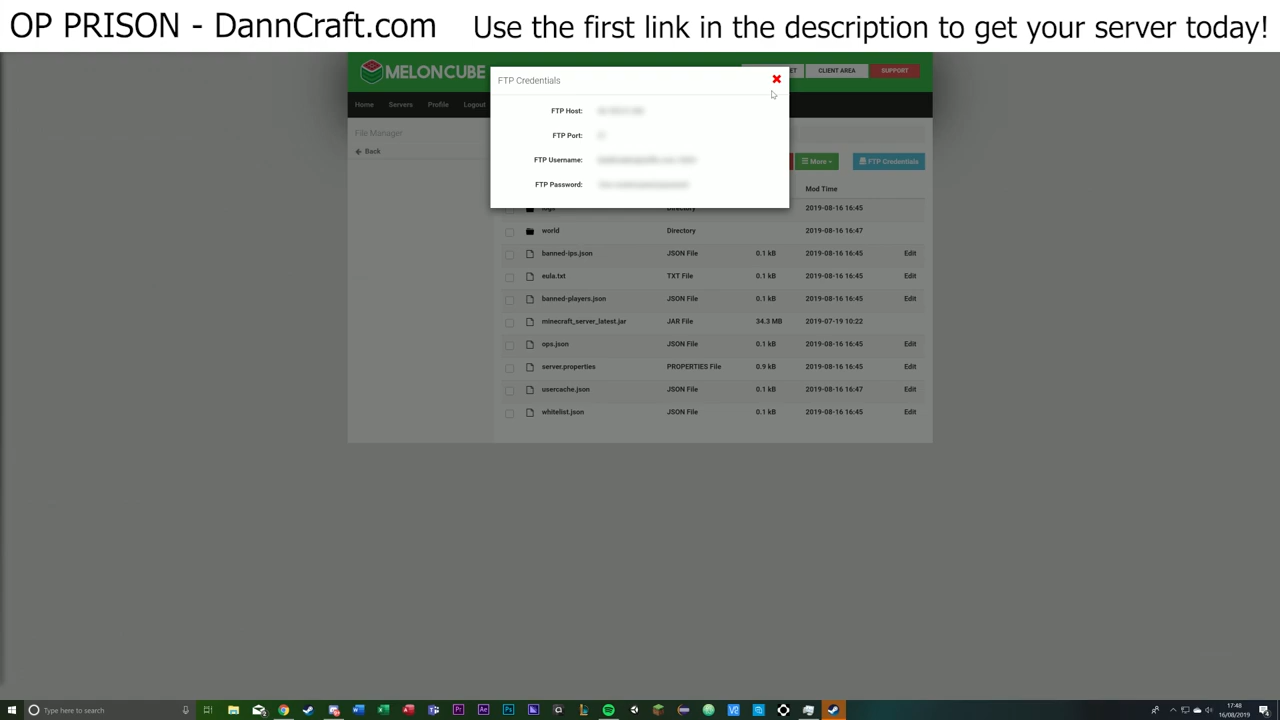 OP PRISON - DannCraft.com Use the first link in the description to get your server today!
MELONCUBE
ET CLIENT AREA SUPPORT
Home Servers Profile Logout
FTP Credentials
FTP Host:
FTP Port:
FTP Username:
FTP Password:
File Manager
Back
More FTP Credentials
Mod Time
logs Directory 2019-08-16 16:45
world Directory 2019-08-16 16:47
banned-ips.json JSON File 0.1 kB 2019-08-16 16:45 Edit
eula.txt TXT File 0.1 kB 2019-08-16 16:45 Edit
banned-players.json JSON File 0.1 kB 2019-08-16 16:45 Edit
minecraft_server_latest.jar JAR File 34.3 MB 2019-07-19 10:22
ops.json JSON File 0.1 kB 2019-08-16 16:45 Edit
server.properties PROPERTIES File 0.9 kB 2019-08-16 16:45 Edit
usercache.json JSON File 0.1 kB 2019-08-16 16:47 Edit
whitelist.json JSON File 0.1 kB 2019-08-16 16:45 Edit
Type here to search
17:48
16/08/2019